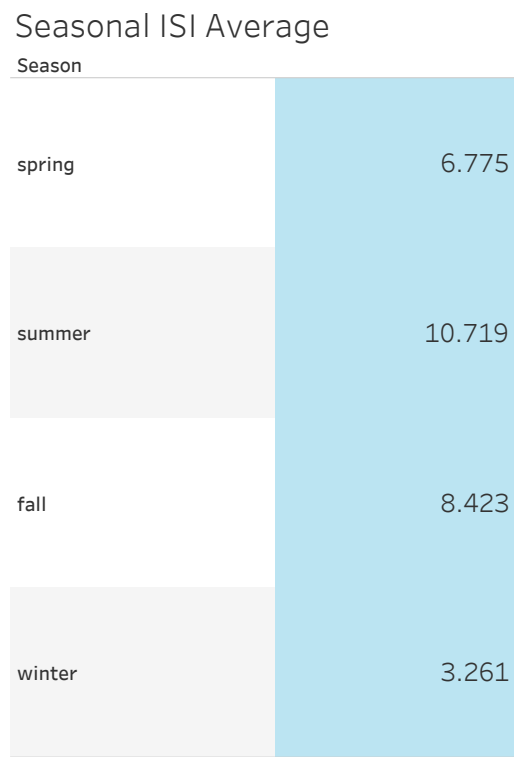 Seasonal ISI Average
Season
spring 6.775
summer 10.719
fall 8.423
winter 3.261